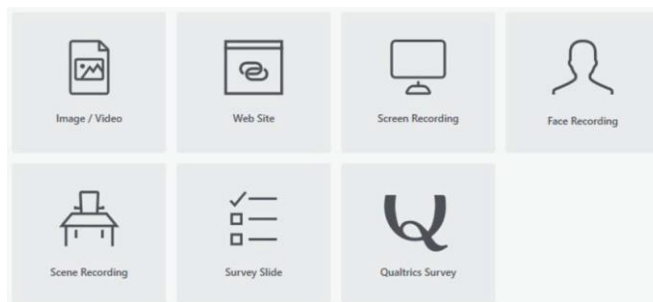 Image / Video
Web Site
Screen Recording
Face Recording
Scene Recording
Survey Slide
Qualtrics Survey